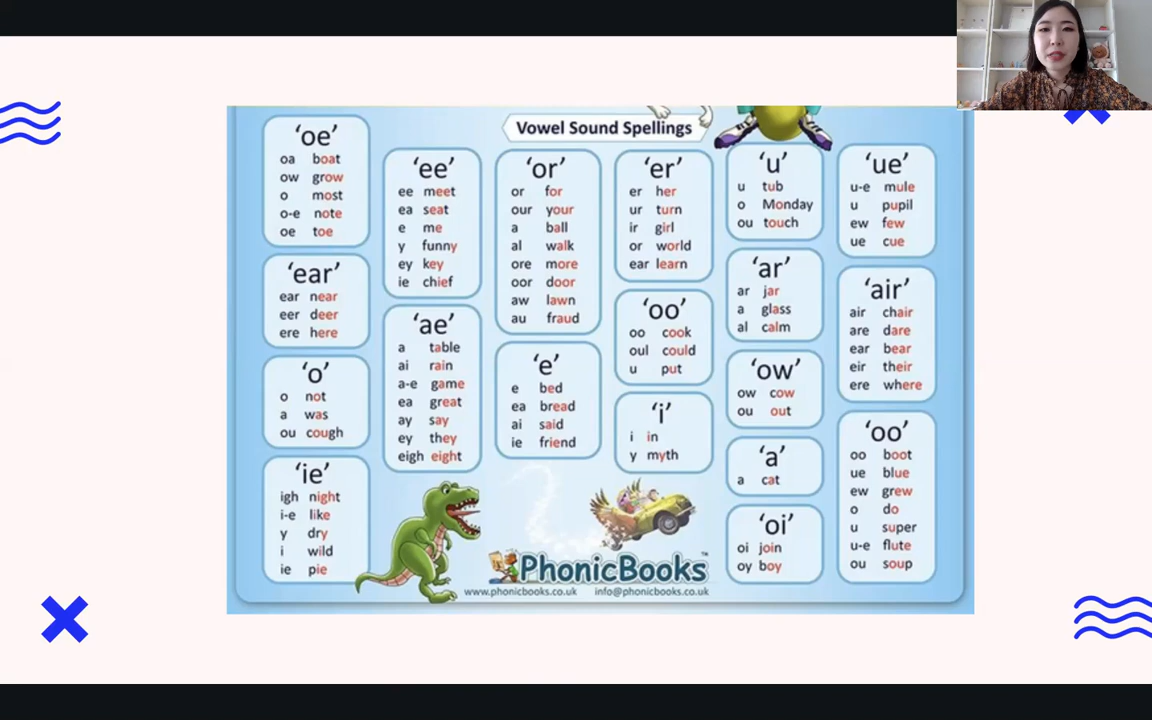 Vowel Sound Spellings
'oe'
oa boat
ow grow
o most
o-e note
oe toe
'ear'
ear near
eer deer
ere here
'o'
o not
a was
ou cough
'ie'
igh night
i-e like
y dry
i wild
ie pie
'ee'
ee meet
ea seat
e me
y funny
ey key
ie chief
'ae'
a table
ai rain
a-e game
ea great
ay say
ey they
eigh eight
'or'
or for
our your
a ball
al walk
ore more
oor door
aw lawn
au fraud
'e'
e bed
ea bread
ai said
ie friend
'er'
er her
ur turn
ir girl
or world
ear learn
'oo'
oo cook
oul could
u put
'i'
i in
y myth
'u'
u tub
o Monday
ou touch
'ar'
ar jar
a glass
al calm
'ow'
ow cow
ou out
'a'
a cat
'oi'
oi join
oy boy
'ue'
u-e mule
u pupil
ew few
ue cue
'air'
air chair
are dare
ear bear
eir their
ere where
'oo'
oo boot
ue blue
ew grew
o do
u super
u-e flute
ou soup
PhonicBooks™
www.phonicbooks.co.uk info@phonicbooks.co.uk